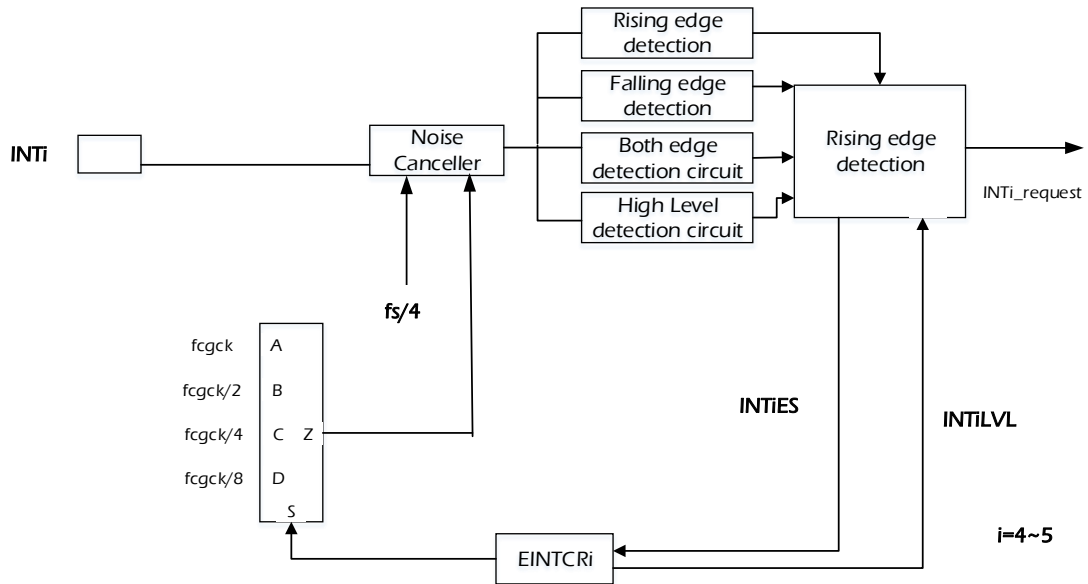 Rising edge
detection
Falling edge
detection
INTi
Noise
Canceller
Both edge
detection circuit
Rising edge
detection
High Level
detection circuit
INTi_request
fs/4
fcgck A
fcgck/2 B
fcgck/4 C Z
fcgck/8 D
S
INTiES
INTiLVL
EINTCRi
i=4~5